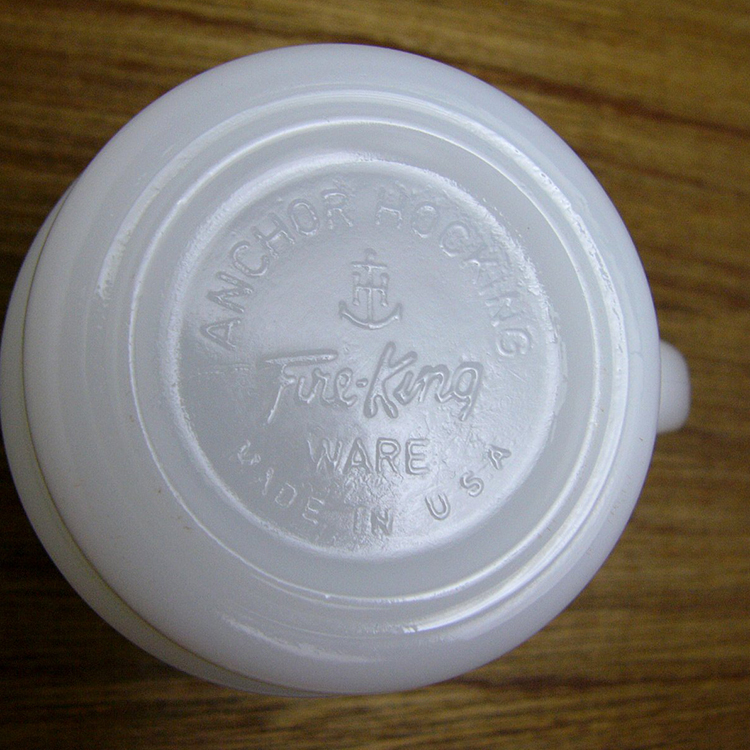 ANCHOR HOCKING
Fire-King
WARE
MADE IN USA